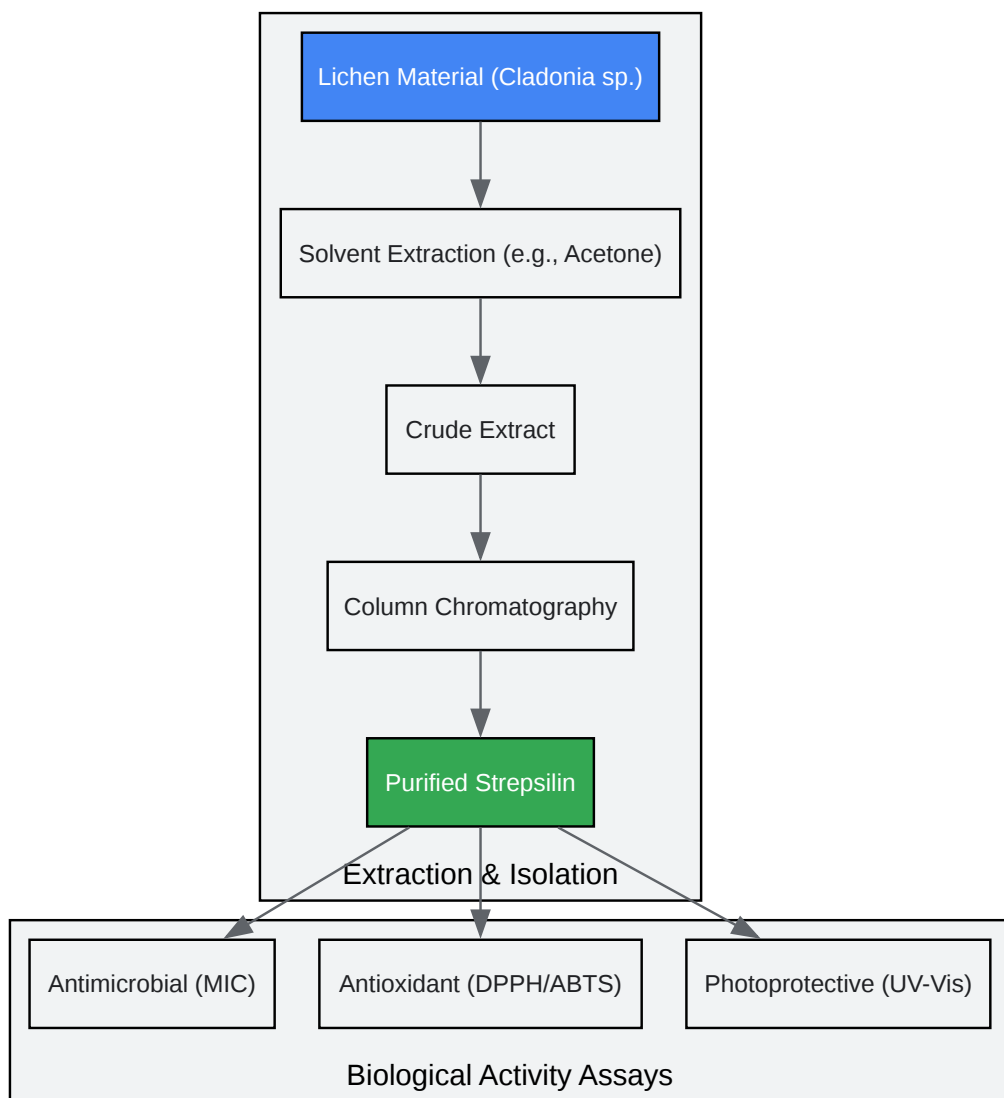 Lichen Material (Cladonia sp.)
Solvent Extraction (e.g., Acetone)
Crude Extract
Column Chromatography
Purified Strepsilin
Extraction & Isolation
Antimicrobial (MIC)
Antioxidant (DPPH/ABTS)
Photoprotective (UV-Vis)
Biological Activity Assays